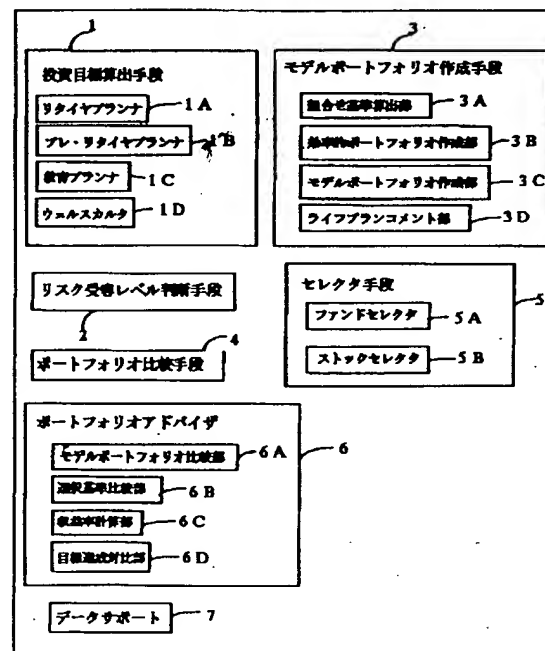 1
投資目標算出手段
リタイヤプランナ 1A
プレ・リタイヤプランナ 1B
教育プランナ 1C
ウェルスカルタ 1D
3
モデルポートフォリオ作成手段
組合せ基準算出部 3A
効率的ポートフォリオ作成部 3B
モデルポートフォリオ作成部 3C
ライフプランコメント部 3D
リスク受容レベル判断手段
2
4
ポートフォリオ比較手段
セレクタ手段
5
ファンドセレクタ 5A
ストックセレクタ 5B
ポートフォリオアドバイザ
6
モデルポートフォリオ比較部 6A
選択基準比較部 6B
収益率計算部 6C
目標達成対比部 6D
データサポート 7